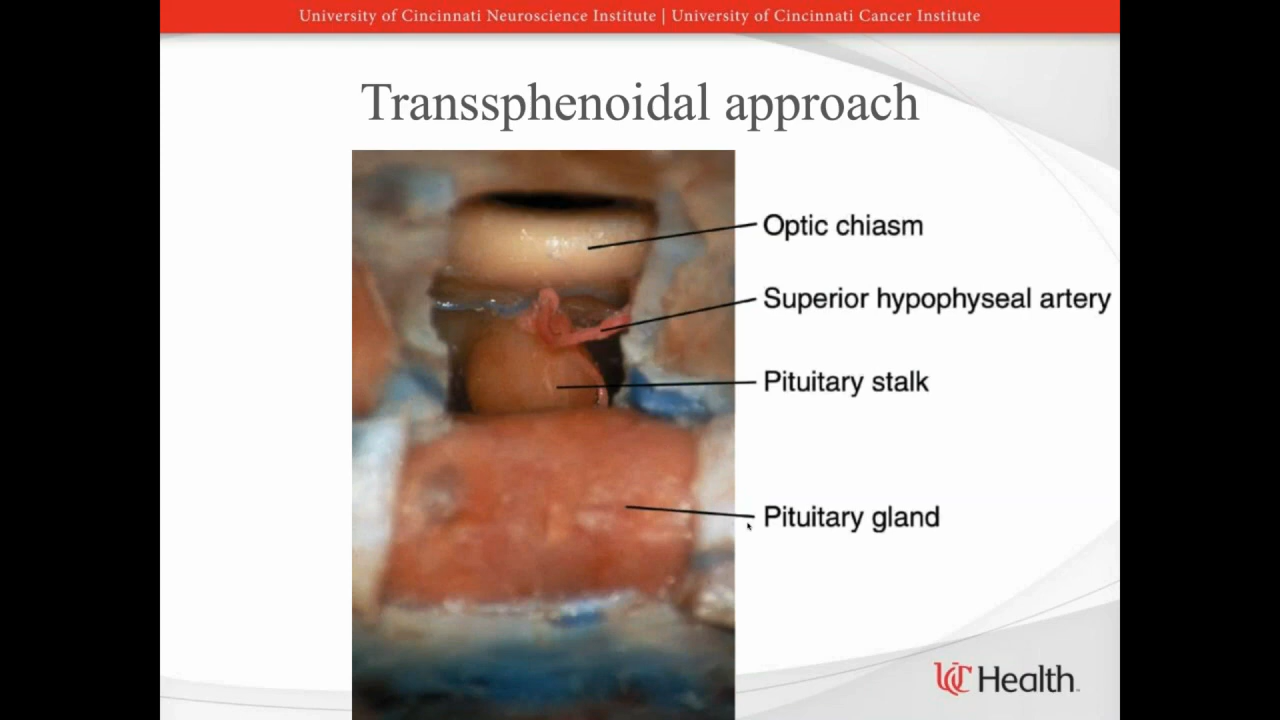 University of Cincinnati Neuroscience Institute | University of Cincinnati Cancer Institute
Transsphenoidal approach
Optic chiasm
Superior hypophyseal artery
Pituitary stalk
Pituitary gland
UC Health.